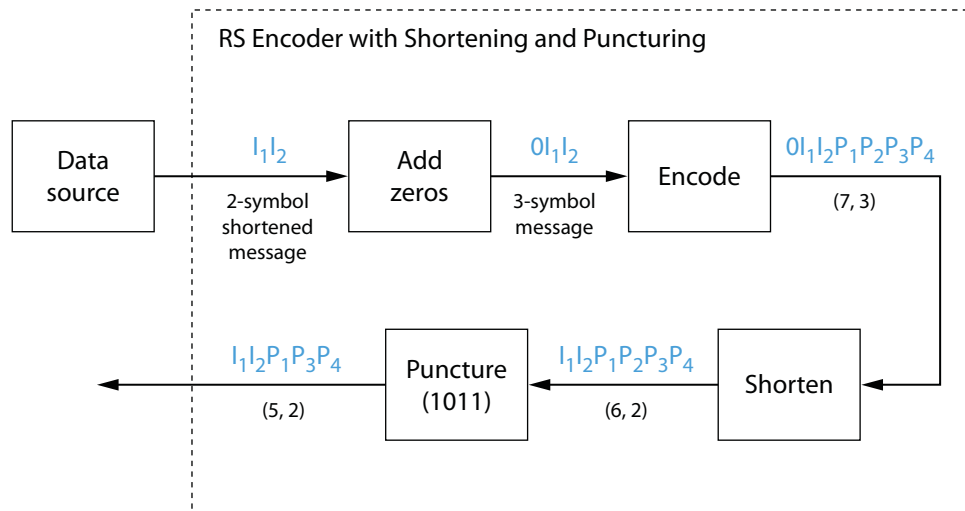 RS Encoder with Shortening and Puncturing
Data
source
I₁I₂
2-symbol
shortened
message
Add
zeros
0I₁I₂
3-symbol
message
Encode
0I₁I₂P₁P₂P₃P₄
(7, 3)
I₁I₂P₁P₃P₄
(5, 2)
Puncture
(1011)
I₁I₂P₁P₂P₃P₄
(6, 2)
Shorten